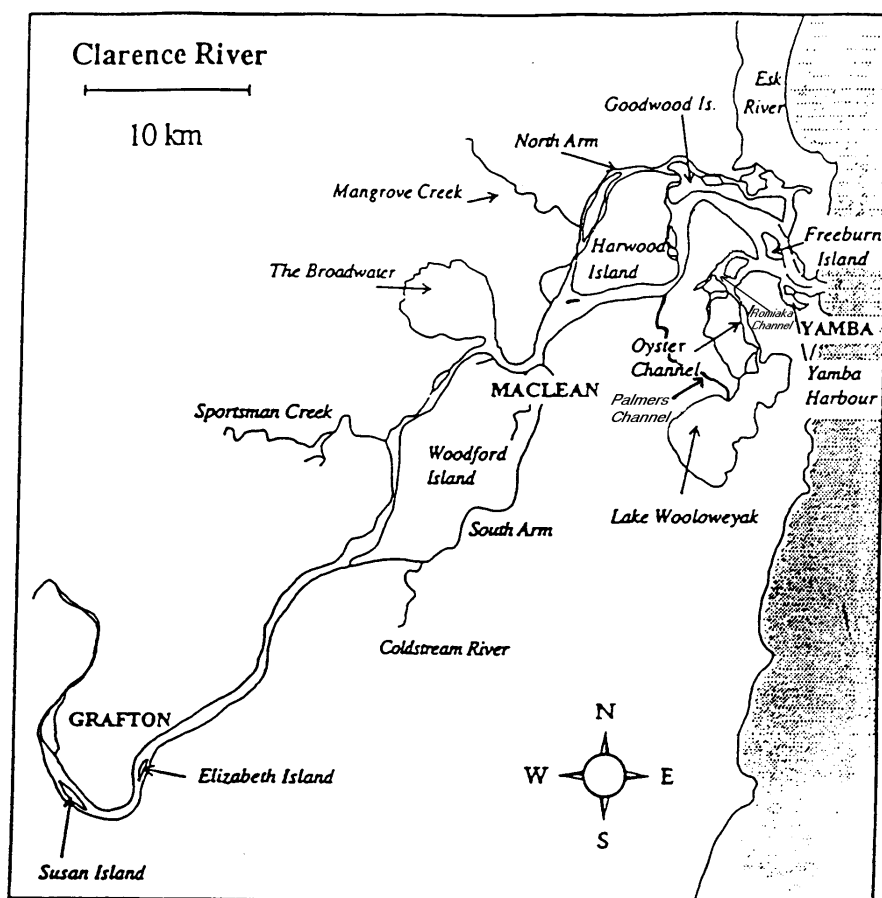 Clarence River
10 km
Esk
River
Goodwood Is.
North Arm
Mangrove Creek
Harwood
Island
Freeburn
Island
The Broadwater
Romiaka
Channel
YAMBA
Oyster
Channel
Yamba
Harbour
MACLEAN
Palmers
Channel
Sportsman Creek
Woodford
Island
Lake Wooloweyak
South Arm
Coldstream River
GRAFTON
Elizabeth Island
Susan Island
N
W
E
S